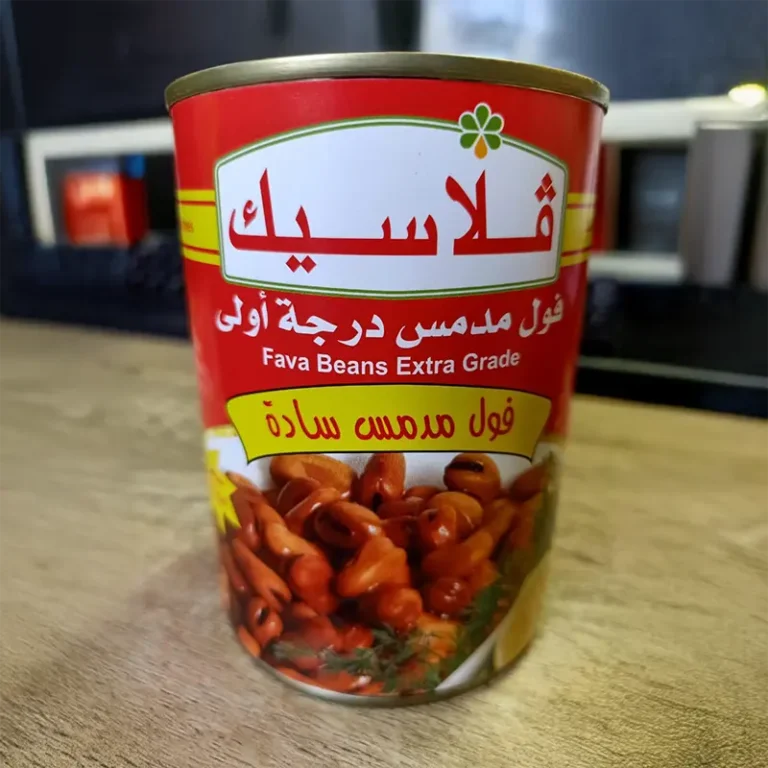 ڤلاسيك
فول مدمس درجة أولى
Fava Beans Extra Grade
فول مدمس سادة